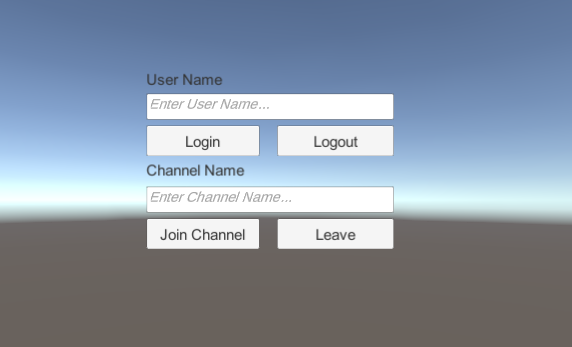 User Name
Enter User Name...
Login Logout
Channel Name
Enter Channel Name...
Join Channel Leave